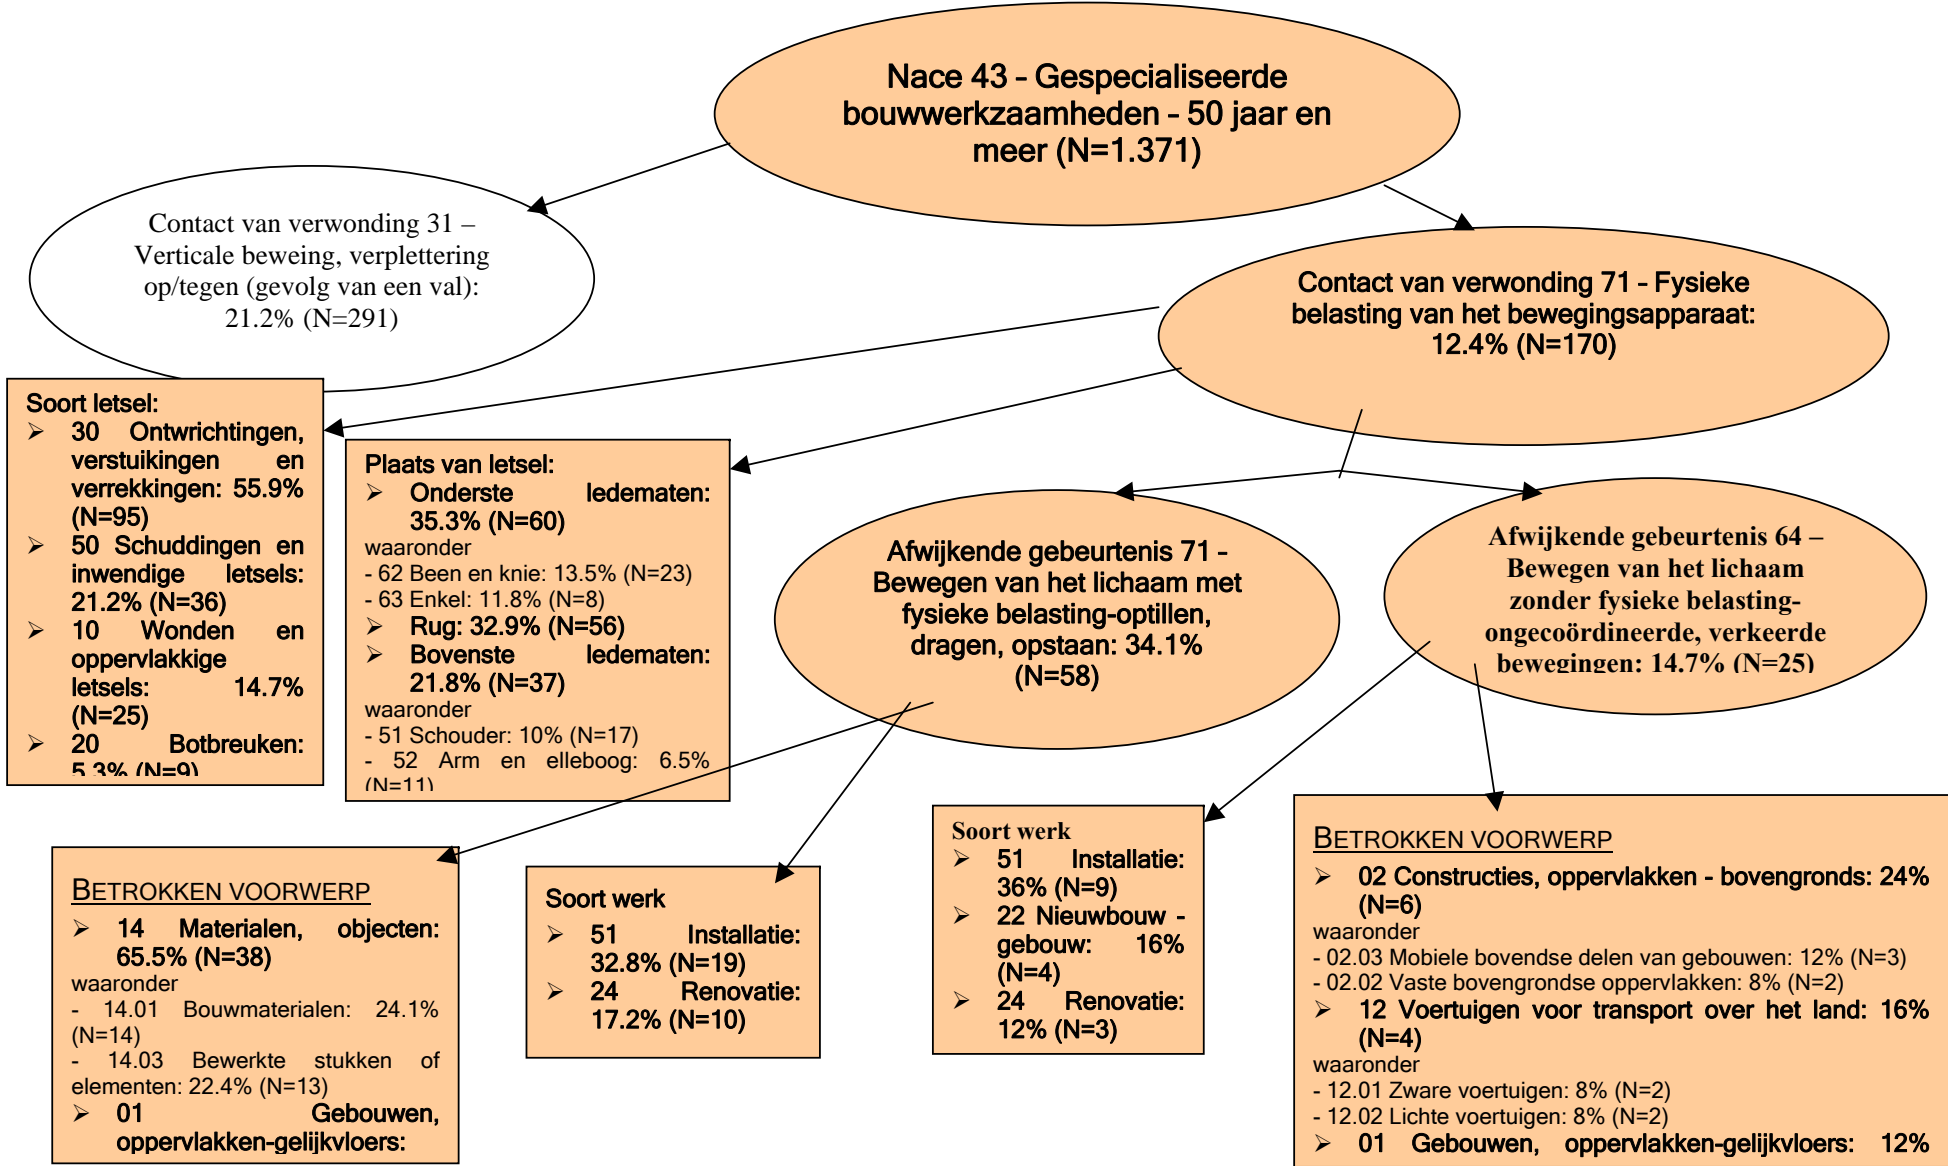 Nace 43 - Gespecialiseerde
bouwwerkzaamheden - 50 jaar en
meer (N=1.371)
Contact van verwonding 31 –
Verticale beweing, verplettering
op/tegen (gevolg van een val):
21.2% (N=291)
Contact van verwonding 71 - Fysieke
belasting van het bewegingsapparaat:
12.4% (N=170)
Soort letsel:
➢ 30 Ontwrichtingen,
verstuikingen en
verrekkingen: 55.9%
(N=95)
➢ 50 Schuddingen en
inwendige letsels:
21.2% (N=36)
➢ 10 Wonden en
oppervlakkige
letsels: 14.7%
(N=25)
➢ 20 Botbreuken:
5.3% (N=9)
Plaats van letsel:
➢ Onderste ledematen:
35.3% (N=60)
waaronder
- 62 Been en knie: 13.5% (N=23)
- 63 Enkel: 11.8% (N=8)
➢ Rug: 32.9% (N=56)
➢ Bovenste ledematen:
21.8% (N=37)
waaronder
- 51 Schouder: 10% (N=17)
- 52 Arm en elleboog: 6.5%
(N=11)
Afwijkende gebeurtenis 71 -
Bewegen van het lichaam met
fysieke belasting-optillen,
dragen, opstaan: 34.1%
(N=58)
Afwijkende gebeurtenis 64 –
Bewegen van het lichaam
zonder fysieke belasting-
ongecoördineerde, verkeerde
bewegingen: 14.7% (N=25)
BETROKKEN VOORWERP
➢ 14 Materialen, objecten:
65.5% (N=38)
waaronder
- 14.01 Bouwmaterialen: 24.1%
(N=14)
- 14.03 Bewerkte stukken of
elementen: 22.4% (N=13)
➢ 01 Gebouwen,
oppervlakken-gelijkvloers:
Soort werk
➢ 51 Installatie:
32.8% (N=19)
➢ 24 Renovatie:
17.2% (N=10)
Soort werk
➢ 51 Installatie:
36% (N=9)
➢ 22 Nieuwbouw -
gebouw: 16%
(N=4)
➢ 24 Renovatie:
12% (N=3)
BETROKKEN VOORWERP
➢ 02 Constructies, oppervlakken - bovengronds: 24%
(N=6)
waaronder
- 02.03 Mobiele bovendse delen van gebouwen: 12% (N=3)
- 02.02 Vaste bovengrondse oppervlakken: 8% (N=2)
➢ 12 Voertuigen voor transport over het land: 16%
(N=4)
waaronder
- 12.01 Zware voertuigen: 8% (N=2)
- 12.02 Lichte voertuigen: 8% (N=2)
➢ 01 Gebouwen, oppervlakken-gelijkvloers: 12%